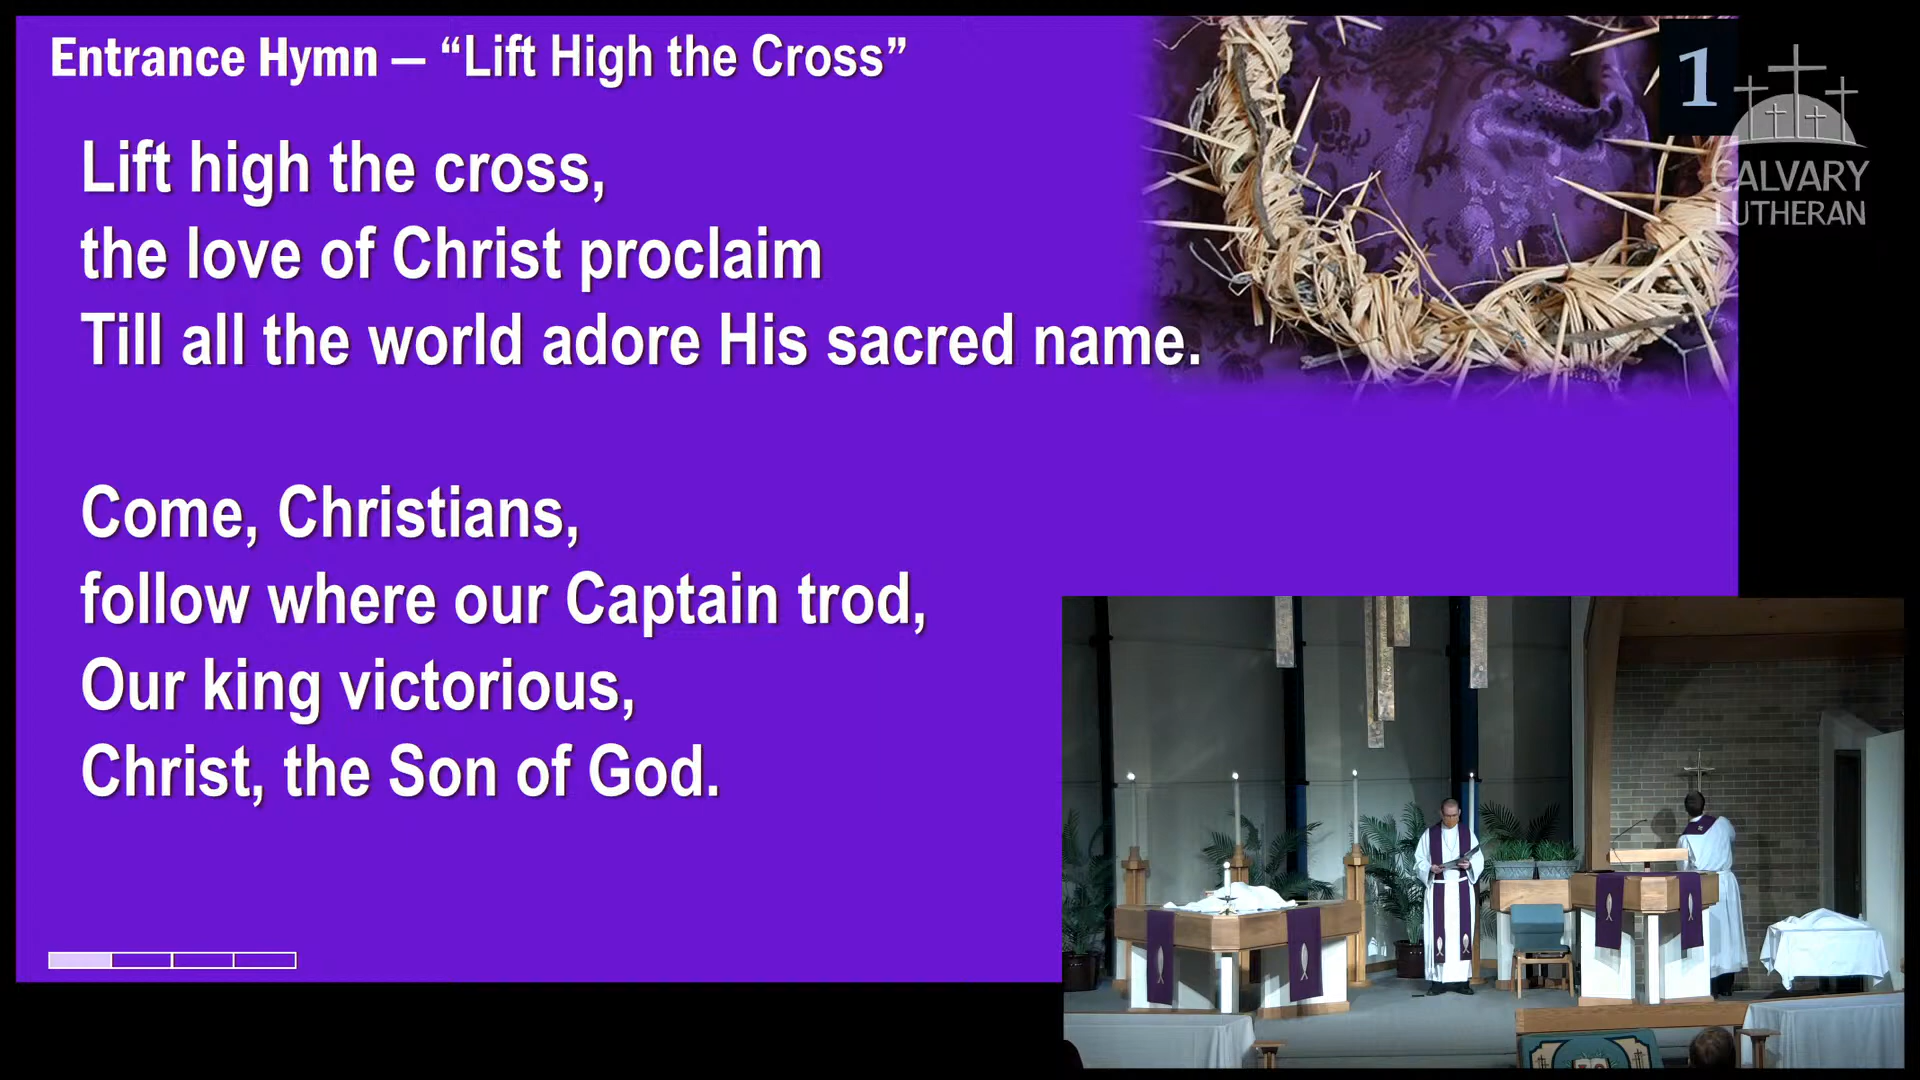 Entrance Hymn — “Lift High the Cross”
1
CALVARY
LUTHERAN
Lift high the cross,
the love of Christ proclaim
Till all the world adore His sacred name.
Come, Christians,
follow where our Captain trod,
Our king victorious,
Christ, the Son of God.